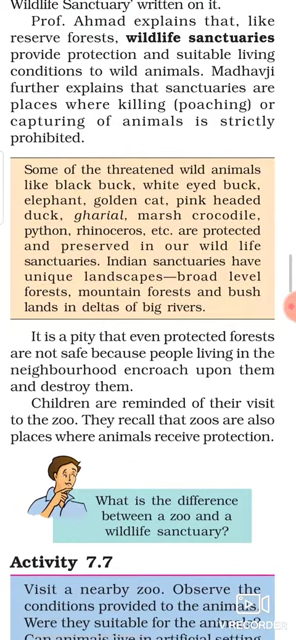 Wildlife Sanctuary' written on it.
Prof. Ahmad explains that, like
reserve forests, wildlife sanctuaries
provide protection and suitable living
conditions to wild animals. Madhavji
further explains that sanctuaries are
places where killing (poaching) or
capturing of animals is strictly
prohibited.
Some of the threatened wild animals
like black buck, white eyed buck,
elephant, golden cat, pink headed
duck, gharial, marsh crocodile,
python, rhinoceros, etc. are protected
and preserved in our wild life
sanctuaries. Indian sanctuaries have
unique landscapes—broad level
forests, mountain forests and bush
lands in deltas of big rivers.
It is a pity that even protected forests
are not safe because people living in the
neighbourhood encroach upon them
and destroy them.
Children are reminded of their visit
to the zoo. They recall that zoos are also
places where animals receive protection.
What is the difference
between a zoo and a
wildlife sanctuary?
Activity 7.7
Visit a nearby zoo. Observe the
conditions provided to the animals.
Were they suitable for the animals?
Can animals live in artificial setting
RECORDER